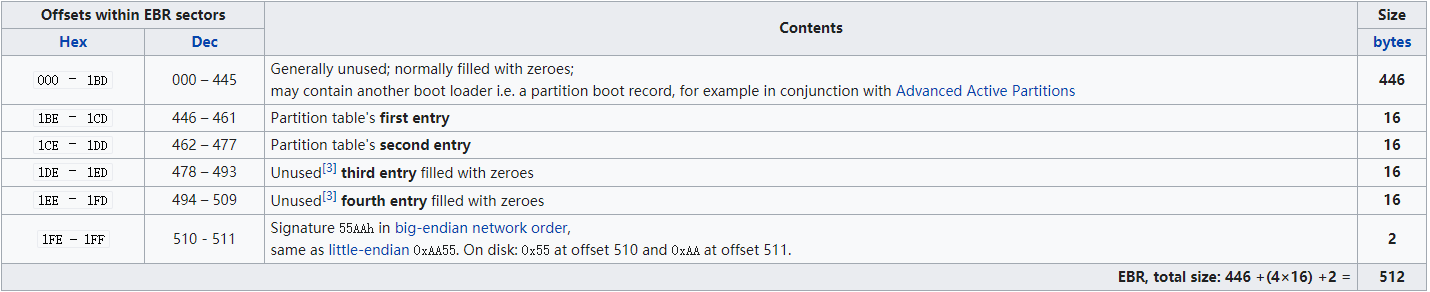 Offsets within EBR sectors Contents Size
Hex Dec bytes
000 – 1BD 000 – 445 Generally unused; normally filled with zeroes;
may contain another boot loader i.e. a partition boot record, for example in conjunction with Advanced Active Partitions 446
1BE – 1CD 446 – 461 Partition table's first entry 16
1CE – 1DD 462 – 477 Partition table's second entry 16
1DE – 1ED 478 – 493 Unused[3] third entry filled with zeroes 16
1EE – 1FD 494 – 509 Unused[3] fourth entry filled with zeroes 16
1FE – 1FF 510 - 511 Signature 55AAh in big-endian network order,
same as little-endian 0xAA55. On disk: 0x55 at offset 510 and 0xAA at offset 511. 2
EBR, total size: 446 +(4×16) +2 = 512